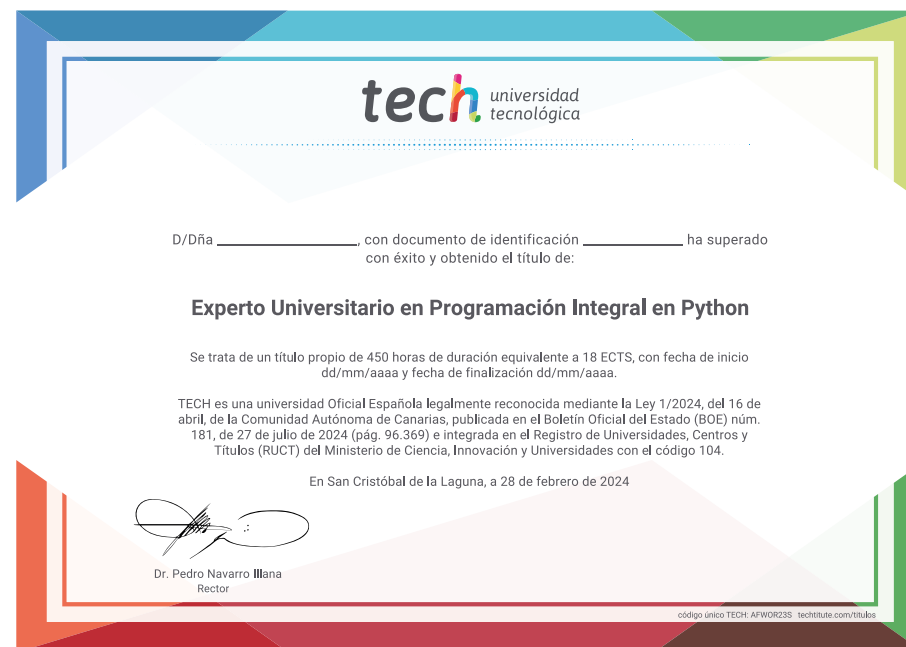 tech universidad
tecnológica
D/Dña ____________________, con documento de identificación ______________ ha superado
con éxito y obtenido el título de:
Experto Universitario en Programación Integral en Python
Se trata de un título propio de 450 horas de duración equivalente a 18 ECTS, con fecha de inicio
dd/mm/aaaa y fecha de finalización dd/mm/aaaa.
TECH es una universidad Oficial Española legalmente reconocida mediante la Ley 1/2024, del 16 de
abril, de la Comunidad Autónoma de Canarias, publicada en el Boletín Oficial del Estado (BOE) núm.
181, de 27 de julio de 2024 (pág. 96.369) e integrada en el Registro de Universidades, Centros y
Títulos (RUCT) del Ministerio de Ciencia, Innovación y Universidades con el código 104.
En San Cristóbal de la Laguna, a 28 de febrero de 2024
Dr. Pedro Navarro Illana
Rector
código único TECH: AFWOR23S techtitute.com/titulos